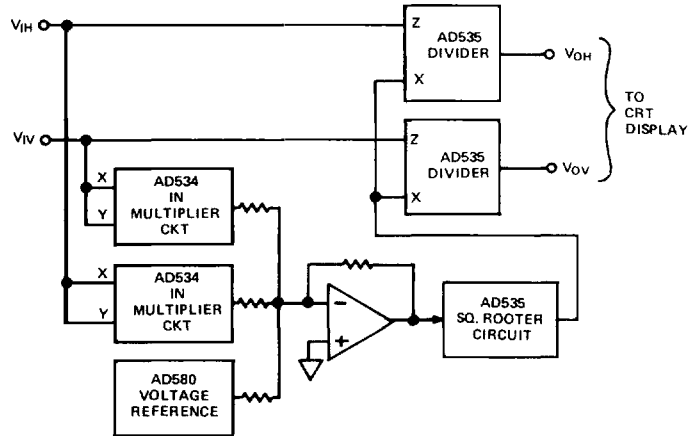 VIH
Z
AD535
DIVIDER
X
VOH
TO
CRT
DISPLAY
VIV
Z
AD535
DIVIDER
X
VOV
X
Y
AD534
IN
MULTIPLIER
CKT
X
Y
AD534
IN
MULTIPLIER
CKT
−
+
AD535
SQ. ROOTER
CIRCUIT
AD580
VOLTAGE
REFERENCE